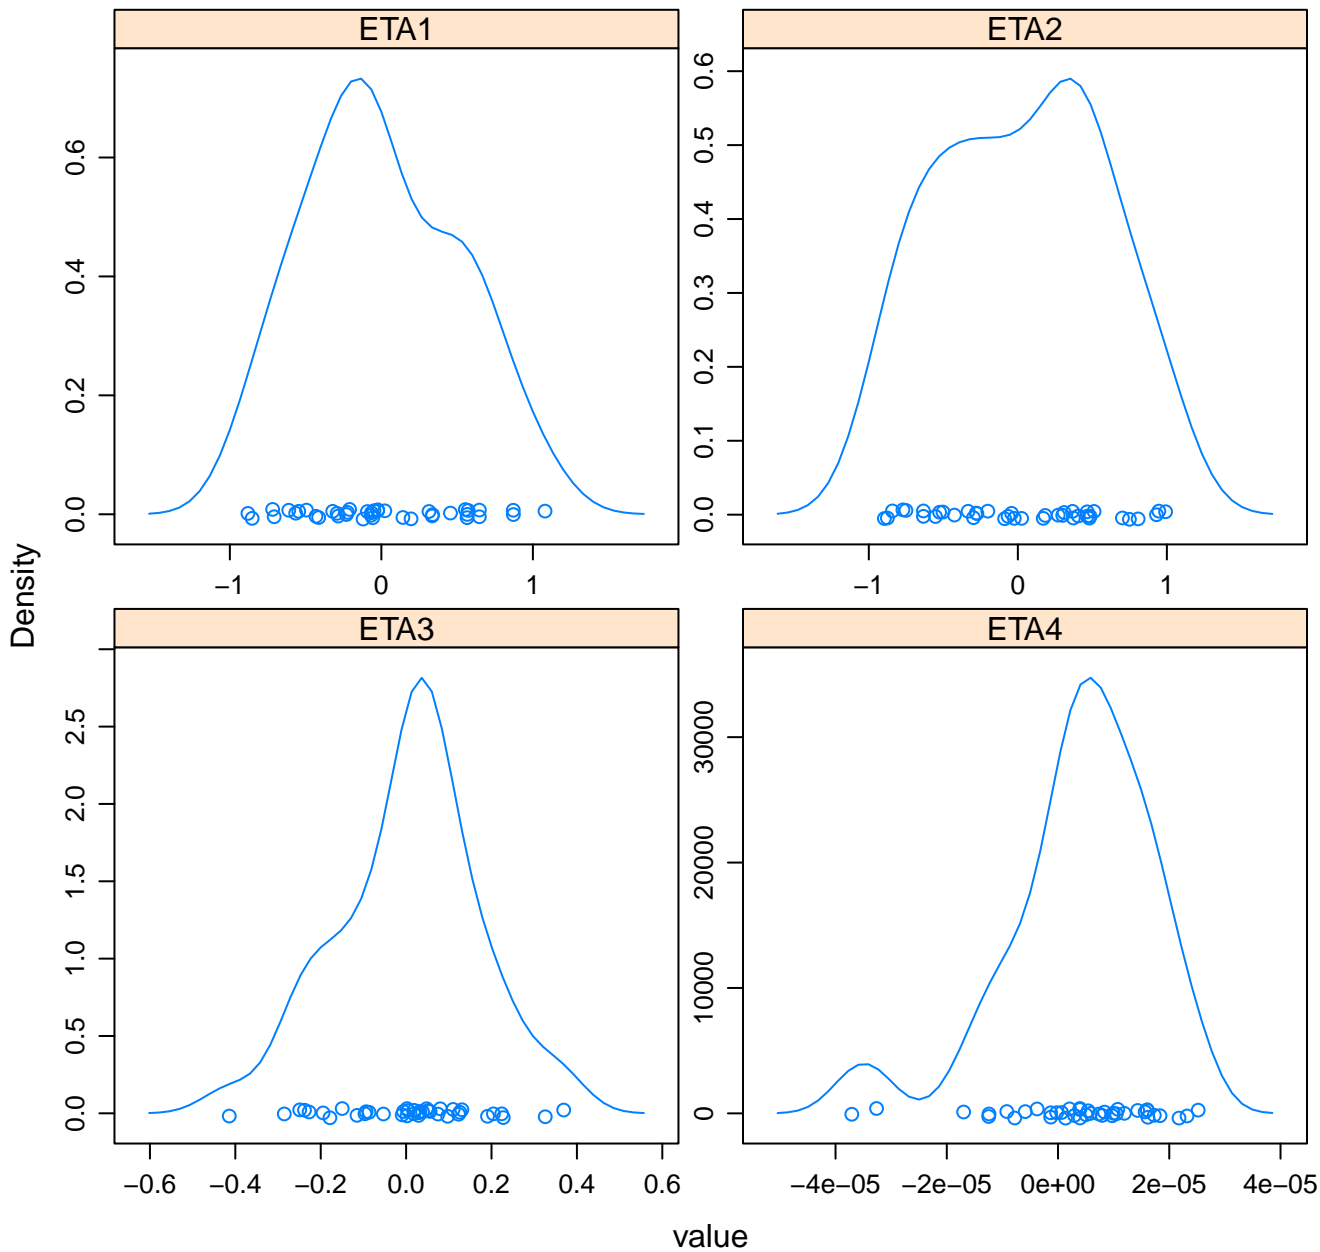 ETA1
ETA2
0.0 0.2 0.4 0.6
0.0 0.1 0.2 0.3 0.4 0.5 0.6
−1 0 1
−1 0 1
Density
ETA3
ETA4
0.0 0.5 1.0 1.5 2.0 2.5
0 10000 20000 30000
−0.6 −0.4 −0.2 0.0 0.2 0.4 0.6
−4e−05 −2e−05 0e+00 2e−05 4e−05
value